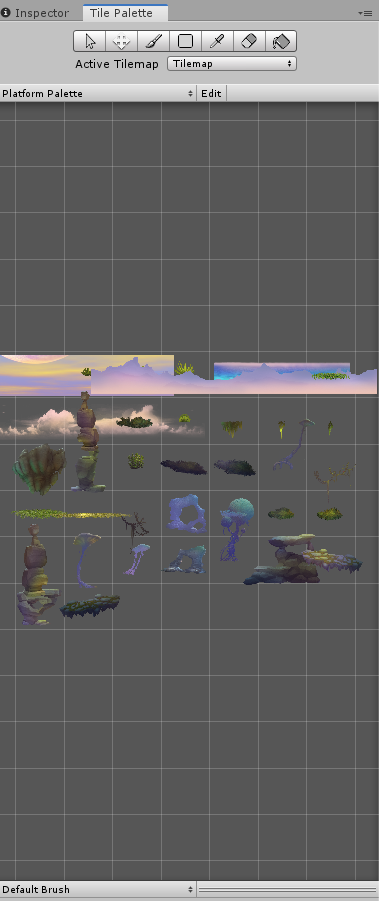 Inspector Tile Palette
Active Tilemap Tilemap
Platform Palette Edit
Default Brush